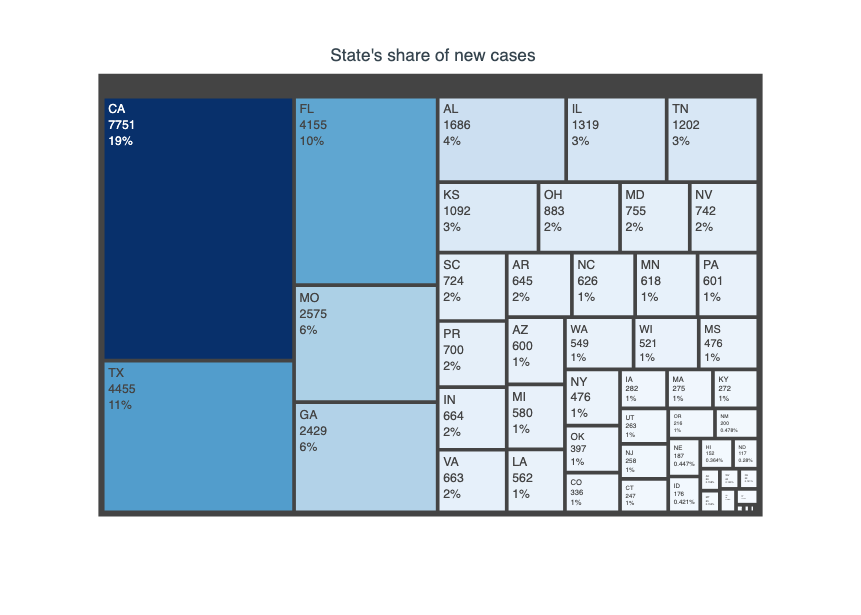 State's share of new cases
CA
7751
19%
TX
4455
11%
FL
4155
10%
MO
2575
6%
GA
2429
6%
AL
1686
4%
IL
1319
3%
TN
1202
3%
KS
1092
3%
OH
883
2%
MD
755
2%
NV
742
2%
SC
724
2%
PR
700
2%
IN
664
2%
VA
663
2%
AR
645
2%
NC
626
1%
MN
618
1%
PA
601
1%
AZ
600
1%
MI
580
1%
LA
562
1%
WA
549
1%
WI
521
1%
MS
476
1%
NY
476
1%
OK
397
1%
CO
336
1%
IA
282
1%
MA
275
1%
KY
272
1%
UT
263
1%
NJ
258
1%
CT
247
1%
OR
216
1%
NM
200
0.478%
NE
187
0.447%
ID
176
0.421%
HI
152
0.364%
ND
117
0.28%